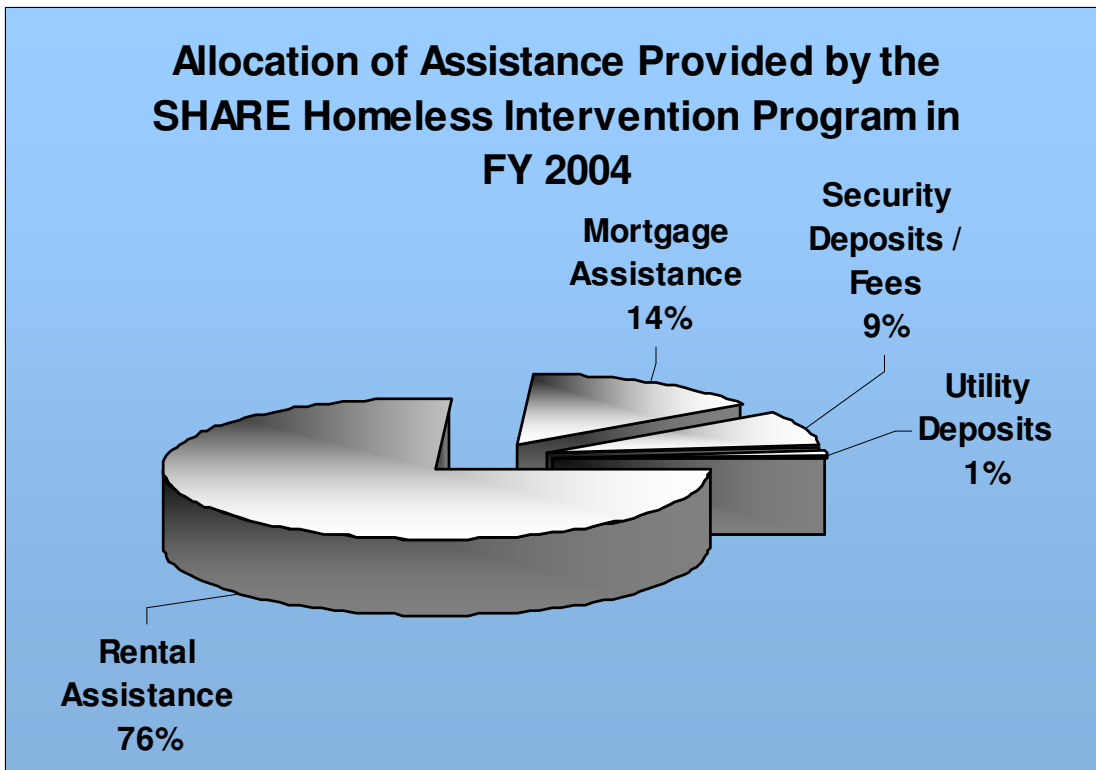 Allocation of Assistance Provided by the
SHARE Homeless Intervention Program in
FY 2004
Mortgage
Assistance
14%
Security
Deposits /
Fees
9%
Utility
Deposits
1%
Rental
Assistance
76%